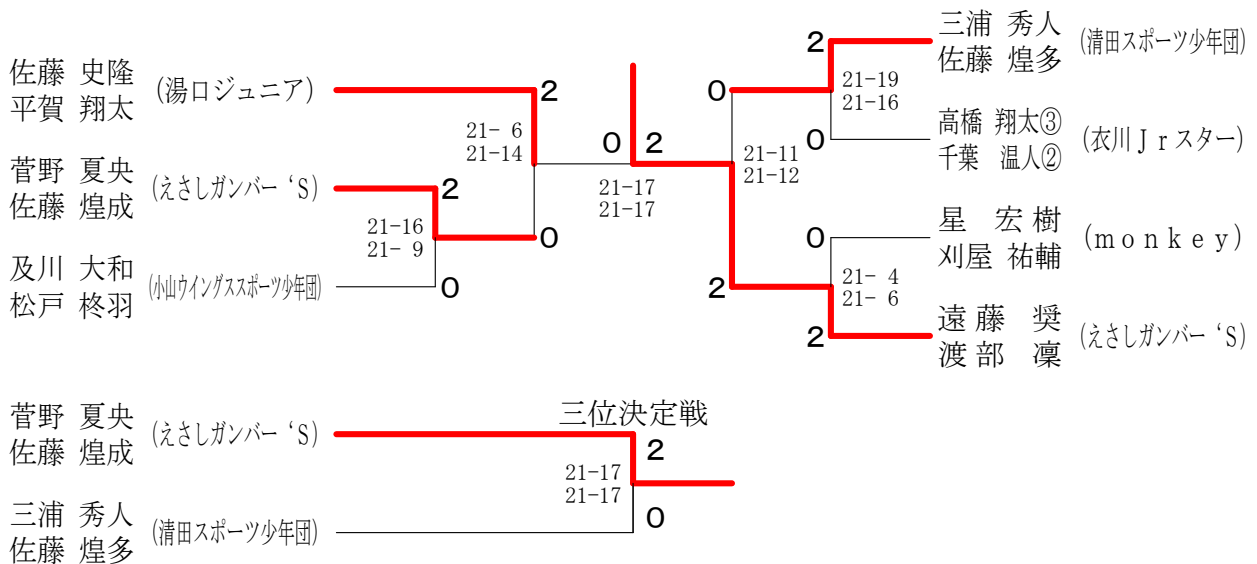 佐藤 史隆
平賀 翔太
(湯口ジュニア)
2
21- 6
21-14
菅野 夏央
佐藤 煌成
(えさしガンバー‘S)
2
21-16
21- 9
0
及川 大和
松戸 柊羽
(小山ウイングススポーツ少年団)
0
0
2
21-17
21-17
三浦 秀人
佐藤 煌多
(清田スポーツ少年団)
2
21-19
21-16
0
0
高橋 翔太③
千葉 温人②
(衣川Jrスター)
21-11
21-12
星 宏樹
刈屋 祐輔
(monkey)
0
21- 4
21- 6
2
2
遠藤 奨
渡部 凜
(えさしガンバー‘S)
三位決定戦
菅野 夏央
佐藤 煌成
(えさしガンバー‘S)
2
21-17
21-17
0
三浦 秀人
佐藤 煌多
(清田スポーツ少年団)